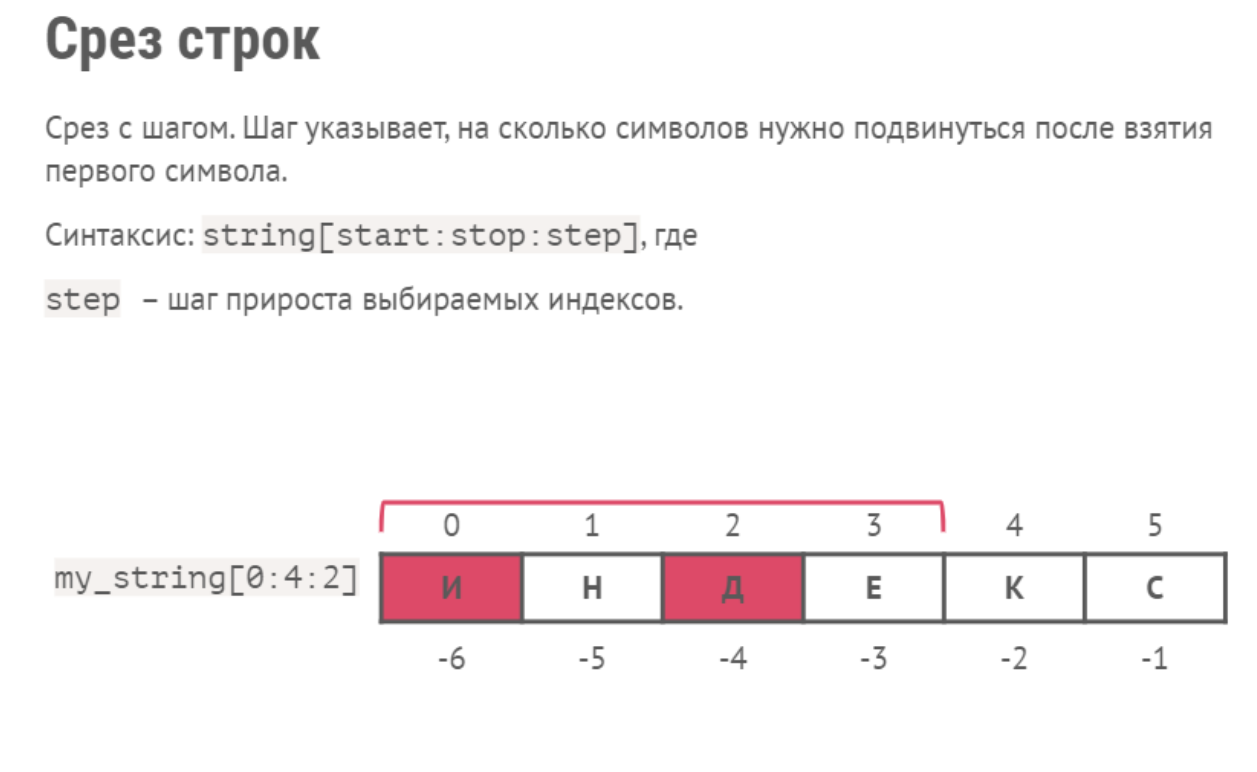 Срез строк
Срез с шагом. Шаг указывает, на сколько символов нужно подвинуться после взятия
первого символа.
Синтаксис: string[start:stop:step], где
step – шаг прироста выбираемых индексов.
0 1 2 3 4 5
my_string[0:4:2] И Н Д Е К С
-6 -5 -4 -3 -2 -1